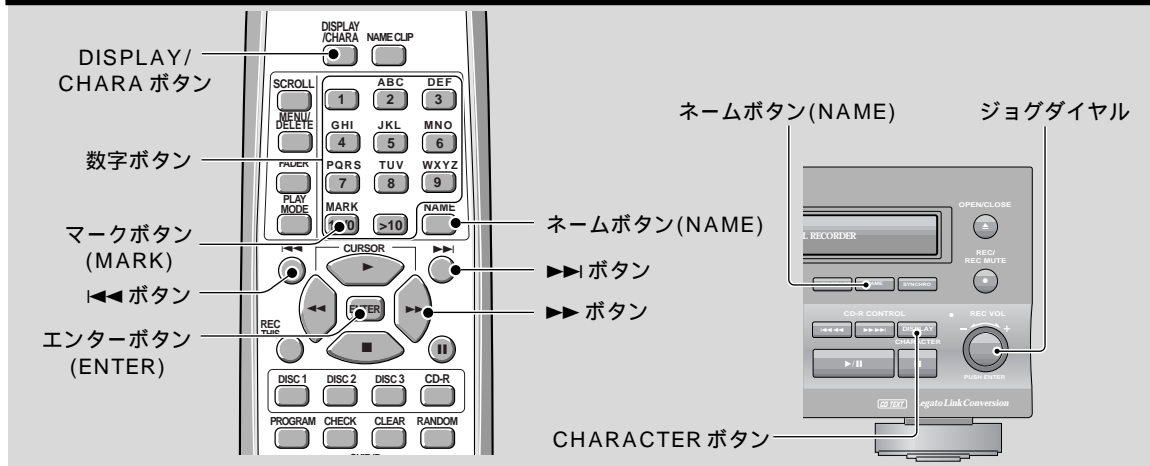 DISPLAY/
CHARA ボタン
数字ボタン
マークボタン
(MARK)
|◀◀ ボタン
エンターボタン
(ENTER)
DISPLAY
/CHARA
NAME CLIP
SCROLL
ABC
DEF
1
2
3
MENU/
DELETE
GHI
JKL
MNO
4
5
6
FADER
PQRS
TUV
WXYZ
7
8
9
PLAY
MODE
MARK
>10
NAME
|◀◀
CURSOR
▶▶|
▶
◀◀
ENTER
▶▶
REC
THIS
■
DISC 1
DISC 2
DISC 3
CD-R
PROGRAM
CHECK
CLEAR
RANDOM
ネームボタン(NAME)
▶▶| ボタン
▶▶ ボタン
ネームボタン(NAME)
ジョグダイヤル
OPEN/CLOSE
L RECORDER
REC/
REC MUTE
SYNCHRO
CD-R CONTROL
REC VOL
|◀◀ ◀◀
▶▶ ▶▶|
DISPLAY
– +
CHARACTER
▶/II
PUSH ENTER
CD TEXT
Legato Link Conversion
CHARACTER ボタン